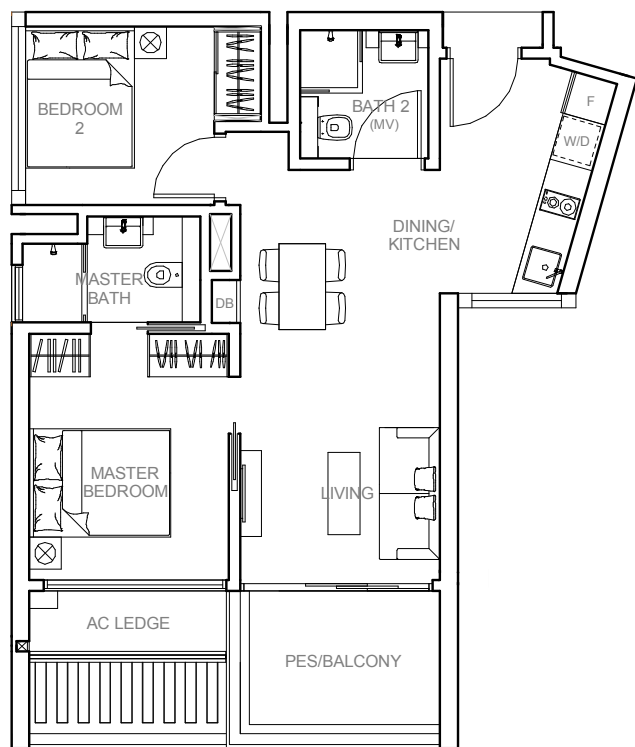 BEDROOM
2
BATH 2
(MV)
F
W/D
DINING/
KITCHEN
MASTER
BATH
DB
MASTER
BEDROOM
LIVING
AC LEDGE
PES/BALCONY